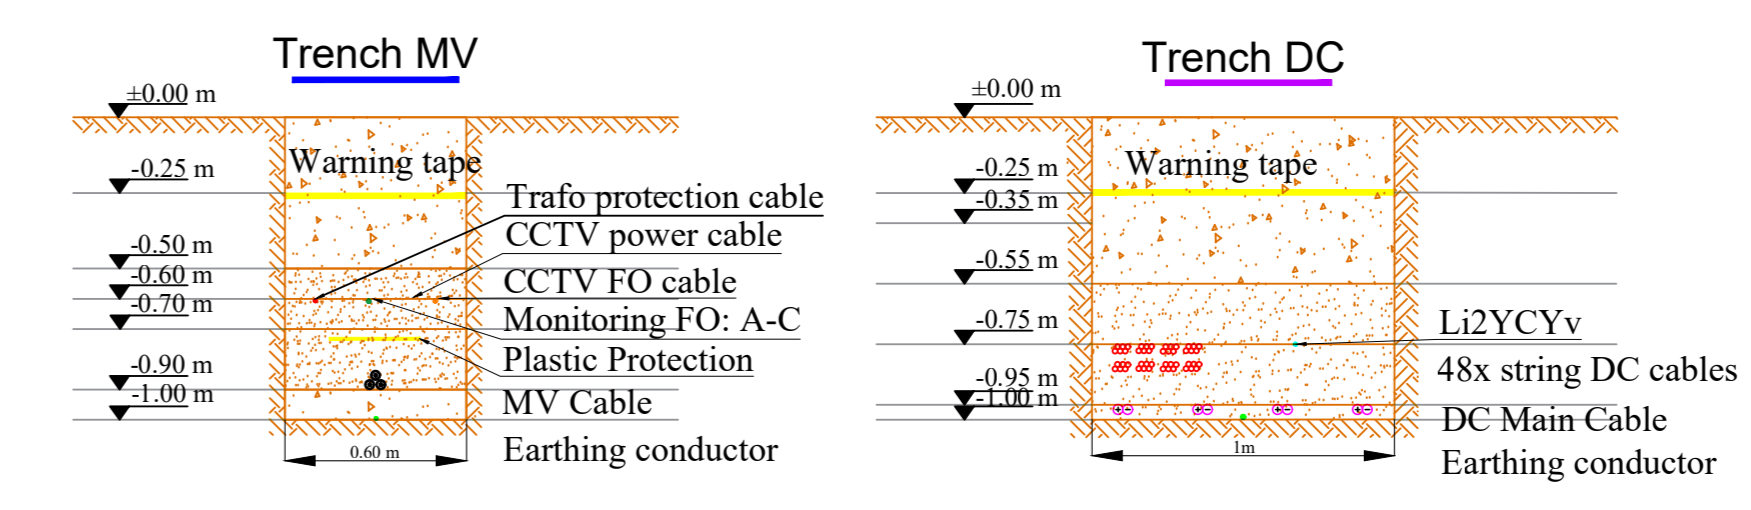 Trench MV
±0.00 m
Warning tape
-0.25 m
Trafo protection cable
CCTV power cable
-0.50 m
-0.60 m
CCTV FO cable
-0.70 m
Monitoring FO: A-C
Plastic Protection
-0.90 m
-1.00 m
MV Cable
0.60 m
Earthing conductor
Trench DC
±0.00 m
Warning tape
-0.25 m
-0.35 m
-0.55 m
-0.75 m
Li2YCYv
48x string DC cables
-0.95 m
-1.00 m
DC Main Cable
1m
Earthing conductor